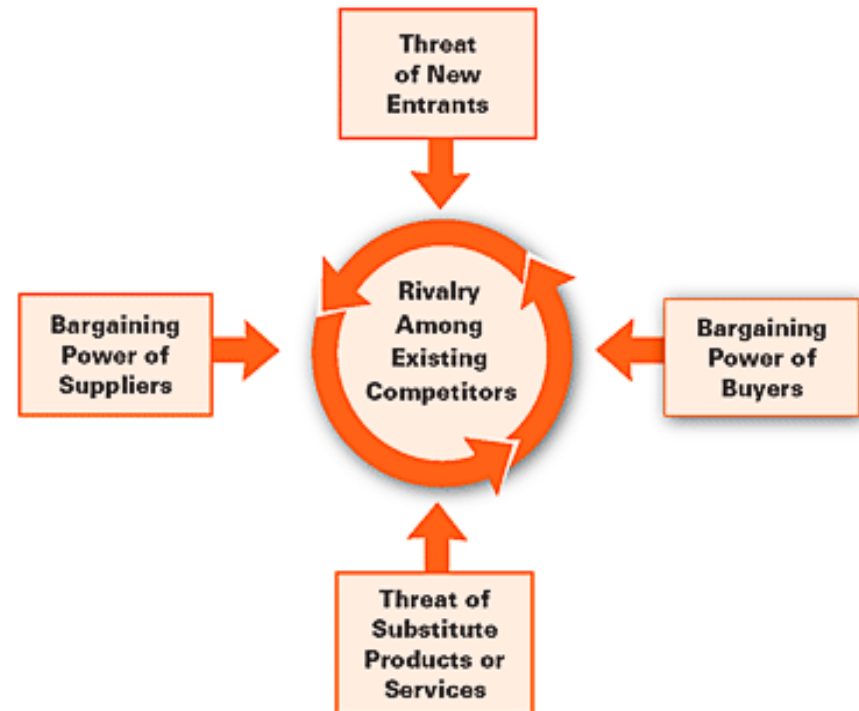 Threat
of New
Entrants
Bargaining
Power of
Suppliers
Rivalry
Among
Existing
Competitors
Bargaining
Power of
Buyers
Threat of
Substitute
Products or
Services